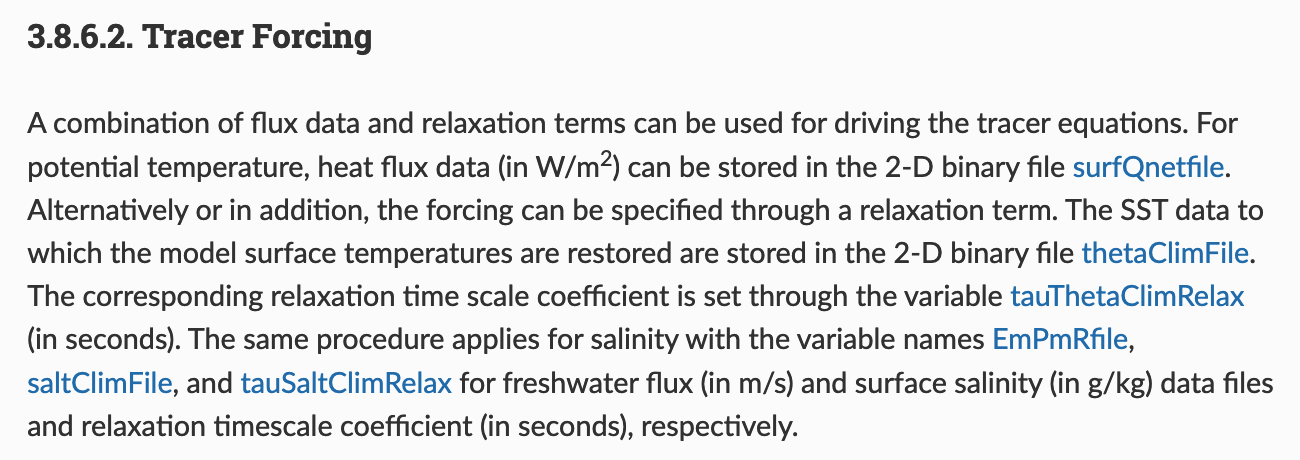 3.8.6.2. Tracer Forcing
A combination of flux data and relaxation terms can be used for driving the tracer equations. For
potential temperature, heat flux data (in W/m²) can be stored in the 2-D binary file surfQnetfile.
Alternatively or in addition, the forcing can be specified through a relaxation term. The SST data to
which the model surface temperatures are restored are stored in the 2-D binary file thetaClimFile.
The corresponding relaxation time scale coefficient is set through the variable tauThetaClimRelax
(in seconds). The same procedure applies for salinity with the variable names EmPmRfile,
saltClimFile, and tauSaltClimRelax for freshwater flux (in m/s) and surface salinity (in g/kg) data files
and relaxation timescale coefficient (in seconds), respectively.